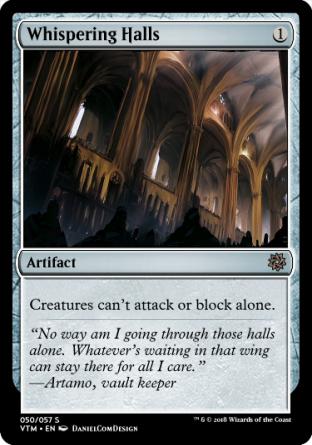 Whispering Halls 1
Artifact
Creatures can't attack or block alone.
“No way am I going through those halls
alone. Whatever's waiting in that wing
can stay there for all I care.”
—Artamo, vault keeper
050/057 S
VTM • EN DanielComDesign
™ & © 2018 Wizards of the Coast